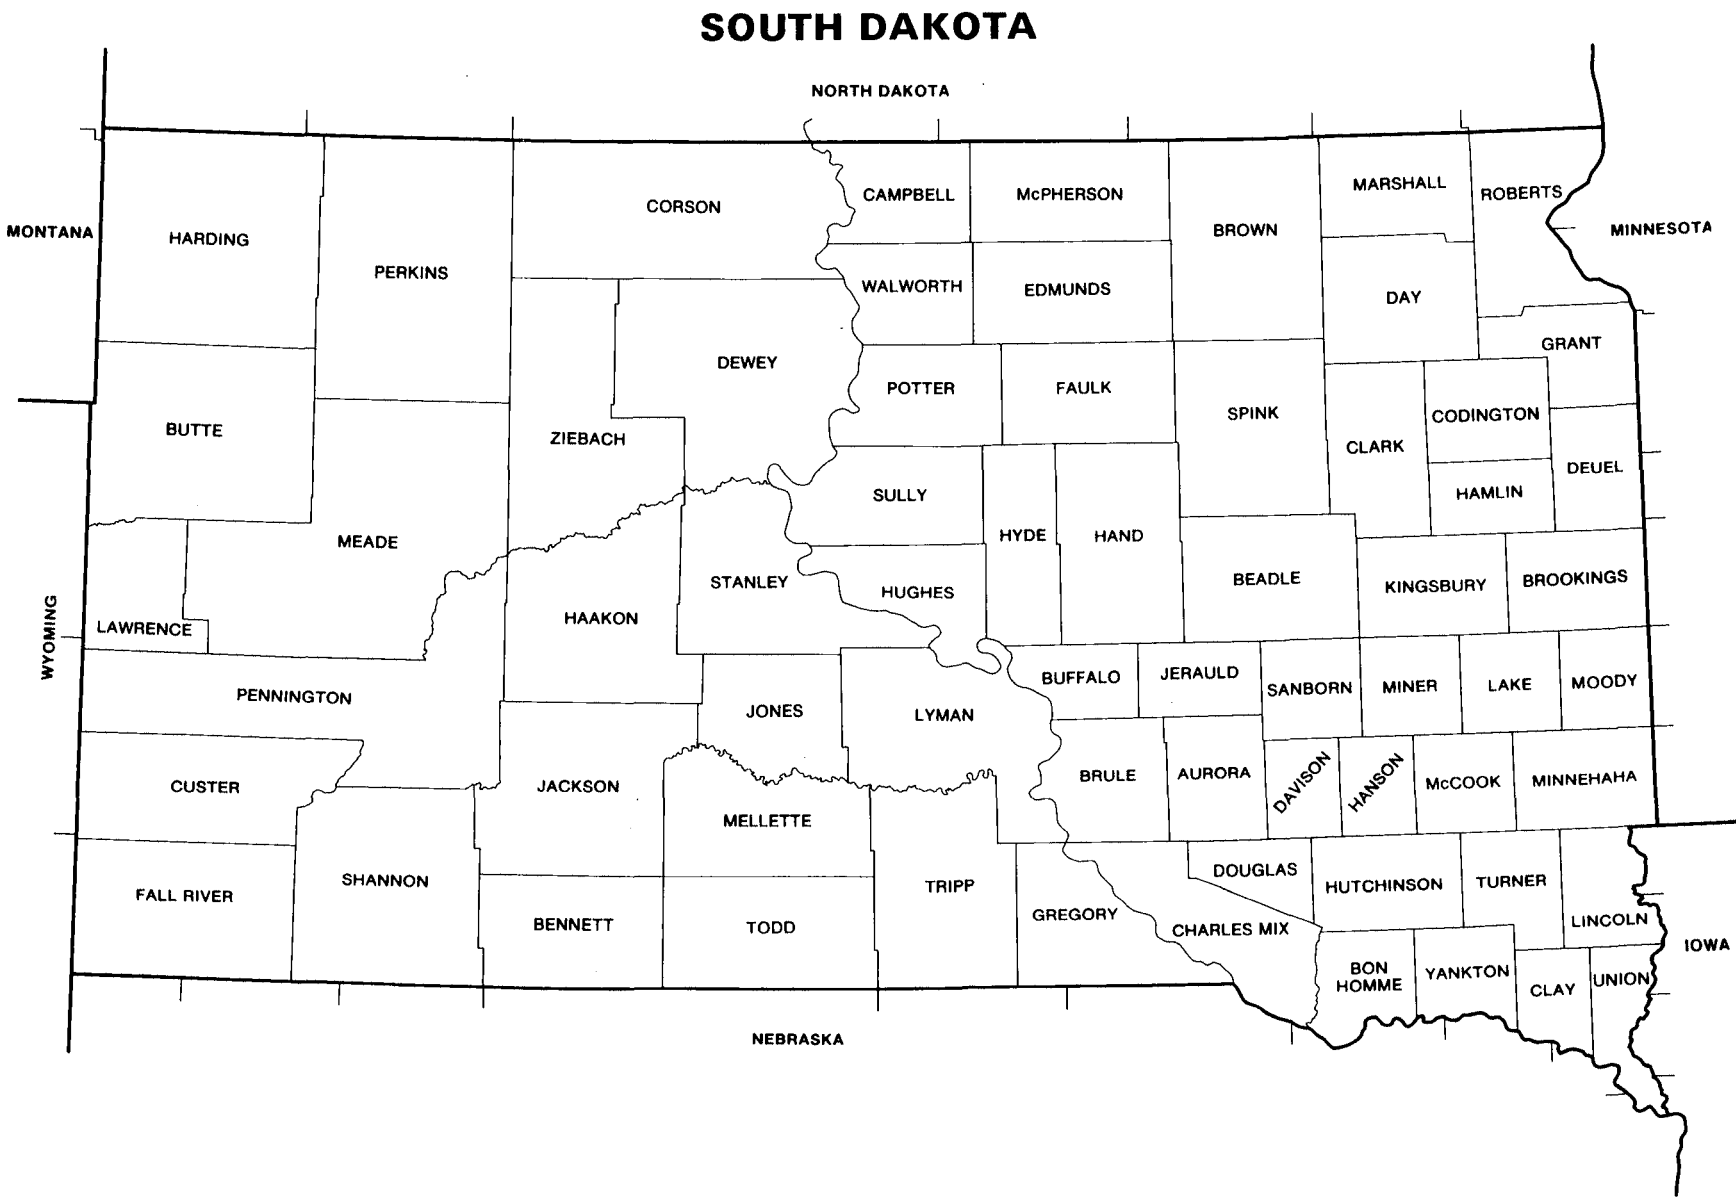 SOUTH DAKOTA
NORTH DAKOTA
MONTANA
HARDING
PERKINS
CORSON
CAMPBELL
McPHERSON
BROWN
MARSHALL
ROBERTS
MINNESOTA
WALWORTH
EDMUNDS
DAY
GRANT
BUTTE
ZIEBACH
DEWEY
POTTER
FAULK
SPINK
CLARK
CODINGTON
DEUEL
HAMLIN
MEADE
SULLY
HYDE
HAND
STANLEY
HUGHES
BEADLE
KINGSBURY
BROOKINGS
WYOMING
LAWRENCE
HAAKON
PENNINGTON
JONES
LYMAN
BUFFALO
JERAULD
SANBORN
MINER
LAKE
MOODY
CUSTER
JACKSON
MELLETTE
BRULE
AURORA
DAVISON
HANSON
McCOOK
MINNEHAHA
FALL RIVER
SHANNON
BENNETT
TODD
TRIPP
GREGORY
CHARLES MIX
DOUGLAS
HUTCHINSON
TURNER
LINCOLN
IOWA
BON
HOMME
YANKTON
CLAY
UNION
NEBRASKA